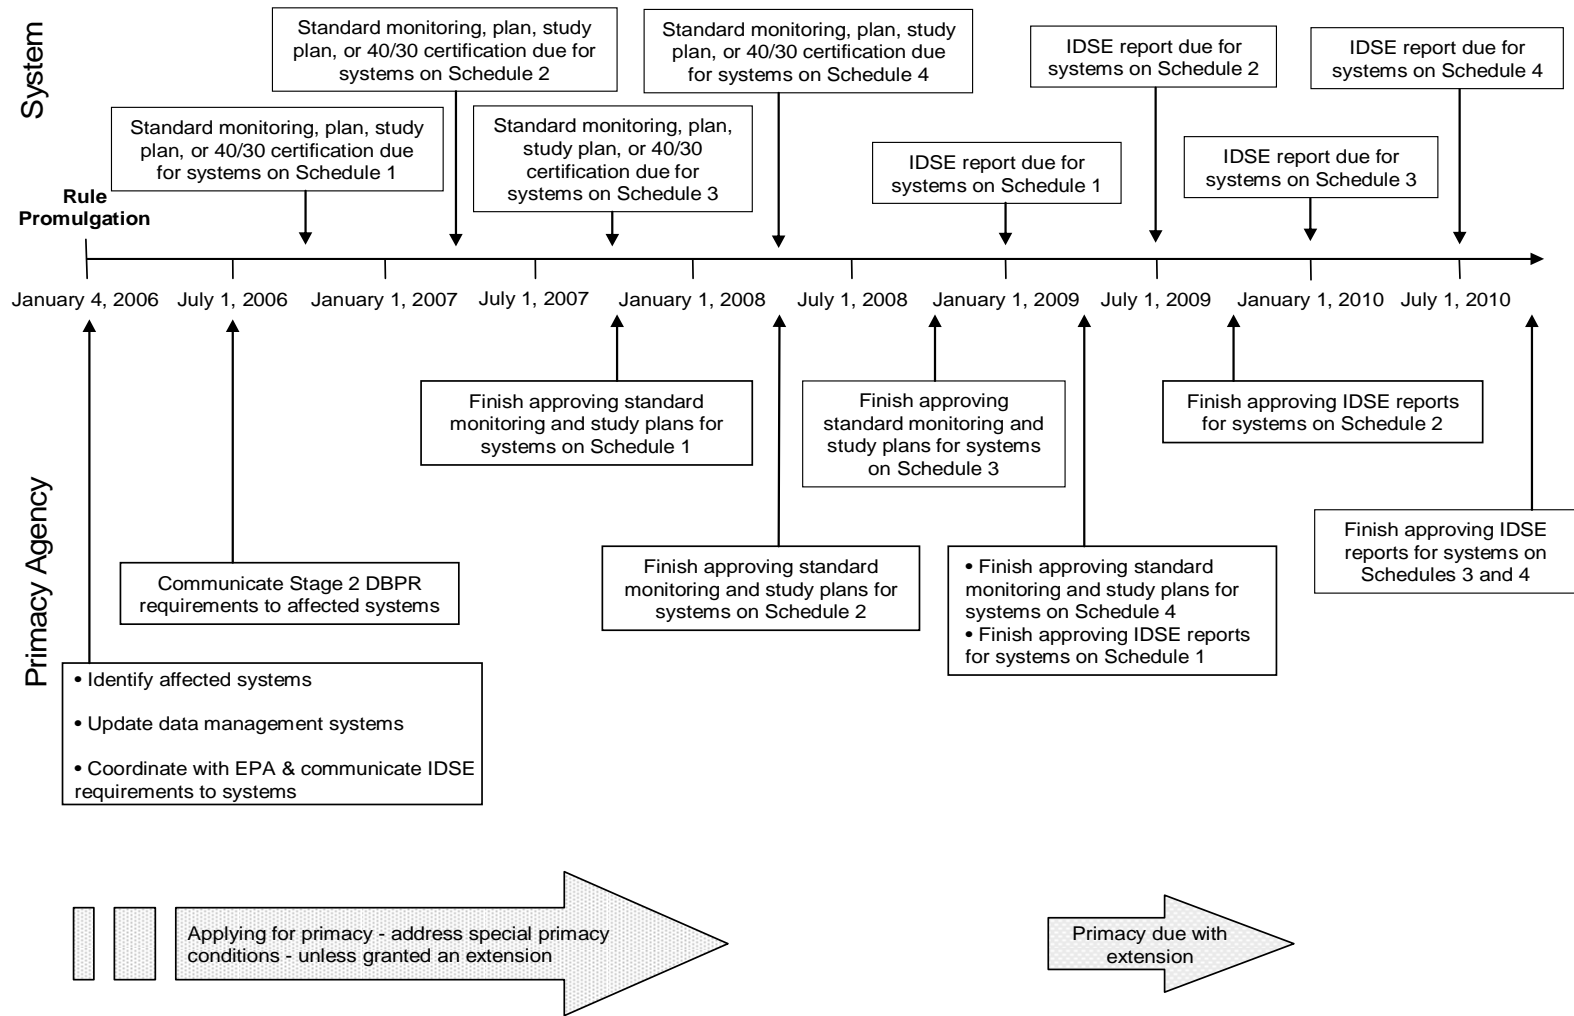 System
Standard monitoring, plan, study
plan, or 40/30 certification due for
systems on Schedule 2
Standard monitoring, plan, study
plan, or 40/30 certification due
for systems on Schedule 4
IDSE report due for
systems on Schedule 2
IDSE report due for
systems on Schedule 4
Standard monitoring, plan, study
plan, or 40/30 certification due
for systems on Schedule 1
Standard monitoring, plan,
study plan, or 40/30
certification due for
systems on Schedule 3
IDSE report due for
systems on Schedule 1
IDSE report due for
systems on Schedule 3
Rule
Promulgation
January 4, 2006
July 1, 2006
January 1, 2007
July 1, 2007
January 1, 2008
July 1, 2008
January 1, 2009
July 1, 2009
January 1, 2010
July 1, 2010
Primacy Agency
Finish approving standard
monitoring and study plans for
systems on Schedule 1
Finish approving
standard monitoring and
study plans for systems
on Schedule 3
Finish approving IDSE reports
for systems on Schedule 2
Finish approving IDSE
reports for systems on
Schedules 3 and 4
Communicate Stage 2 DBPR
requirements to affected systems
Finish approving standard
monitoring and study plans for
systems on Schedule 2
• Finish approving standard
monitoring and study plans for
systems on Schedule 4
• Finish approving IDSE reports
for systems on Schedule 1
• Identify affected systems
• Update data management systems
• Coordinate with EPA & communicate IDSE
requirements to systems
Applying for primacy - address special primacy
conditions - unless granted an extension
Primacy due with
extension